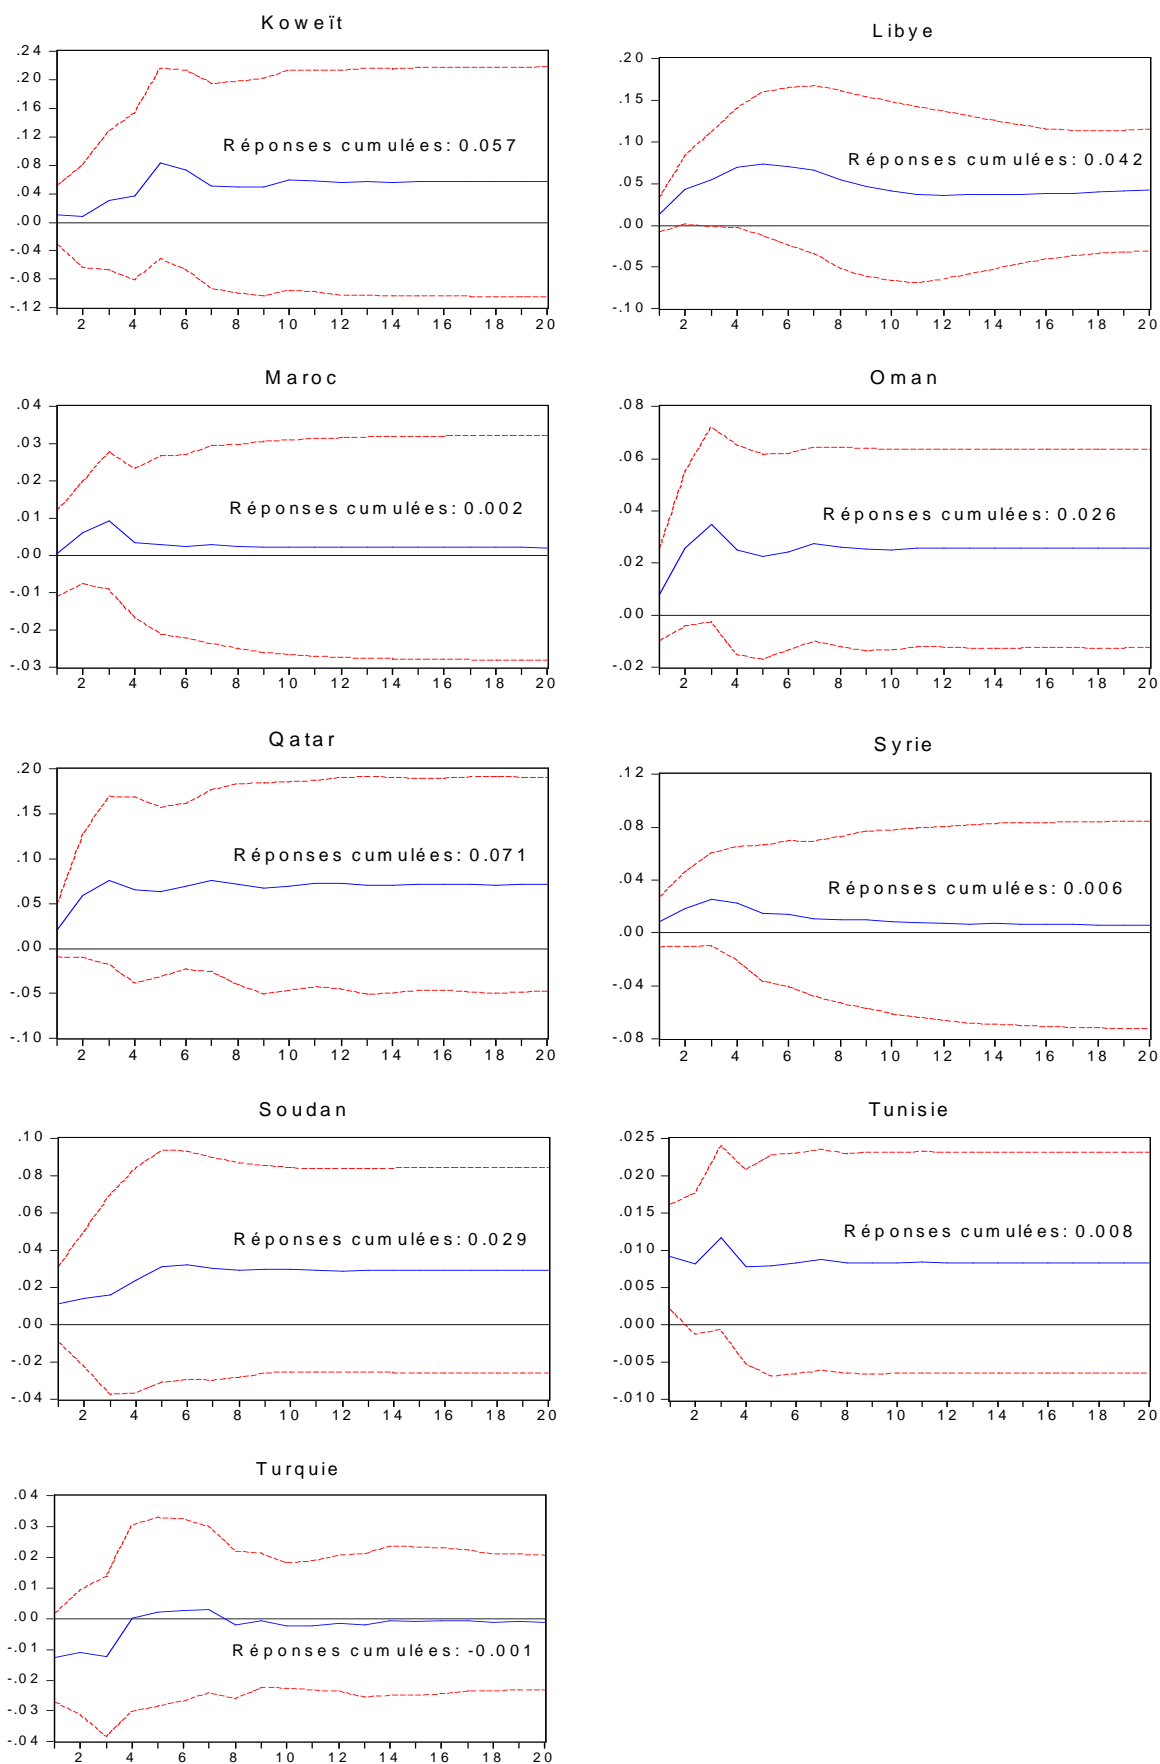 Koweït
.24
.20
.16
.12
.08
.04
.00
-.04
-.08
-.12
Réponses cumulées: 0.057
2 4 6 8 10 12 14 16 18 20
Libye
.20
.15
.10
.05
.00
-.05
-.10
Réponses cumulées: 0.042
2 4 6 8 10 12 14 16 18 20
Maroc
.04
.03
.02
.01
.00
-.01
-.02
-.03
Réponses cumulées: 0.002
2 4 6 8 10 12 14 16 18 20
Oman
.08
.06
.04
.02
.00
-.02
Réponses cumulées: 0.026
2 4 6 8 10 12 14 16 18 20
Qatar
.20
.15
.10
.05
.00
-.05
-.10
Réponses cumulées: 0.071
2 4 6 8 10 12 14 16 18 20
Syrie
.12
.08
.04
.00
-.04
-.08
Réponses cumulées: 0.006
2 4 6 8 10 12 14 16 18 20
Soudan
.10
.08
.06
.04
.02
.00
-.02
-.04
Réponses cumulées: 0.029
2 4 6 8 10 12 14 16 18 20
Tunisie
.025
.020
.015
.010
.005
.000
-.005
-.010
Réponses cumulées: 0.008
2 4 6 8 10 12 14 16 18 20
Turquie
.04
.03
.02
.01
.00
-.01
-.02
-.03
-.04
Réponses cumulées: -0.001
2 4 6 8 10 12 14 16 18 20